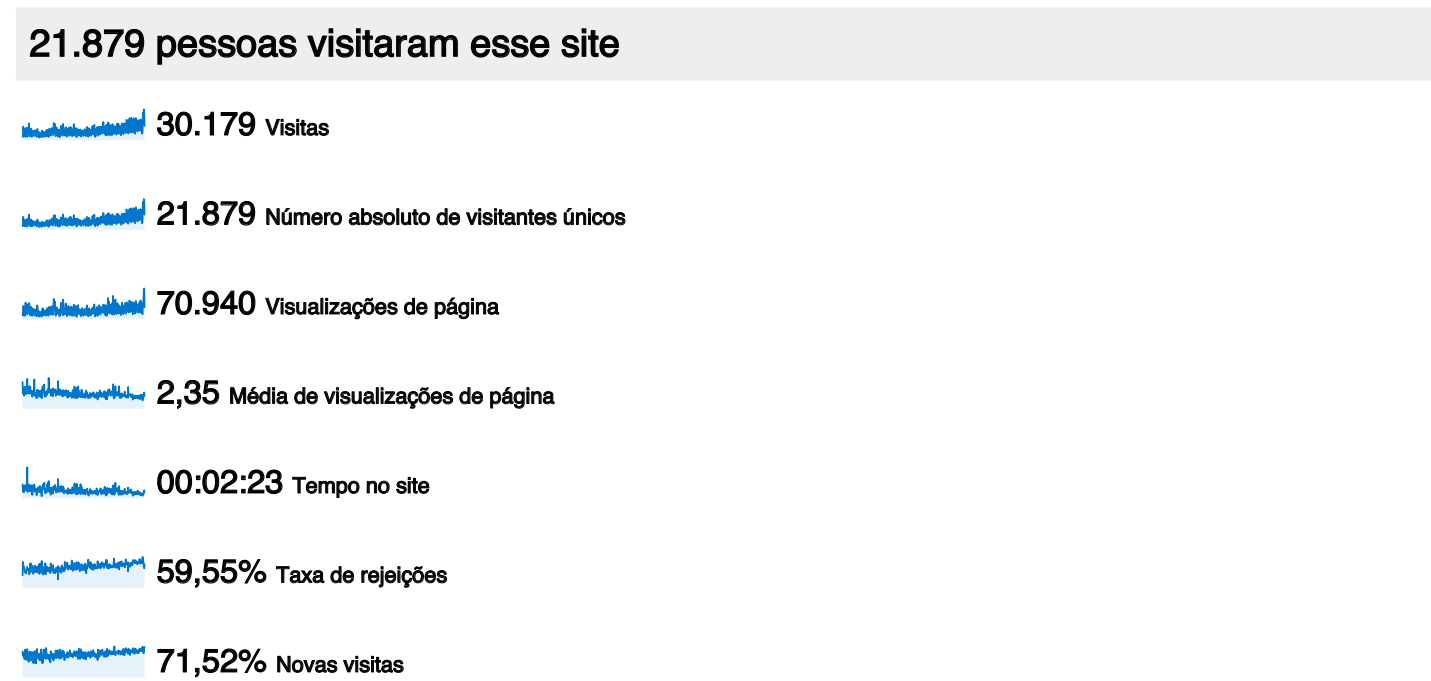 21.879 pessoas visitaram esse site
30.179 Visitas
21.879 Número absoluto de visitantes únicos
70.940 Visualizações de página
2,35 Média de visualizações de página
00:02:23 Tempo no site
59,55% Taxa de rejeições
71,52% Novas visitas